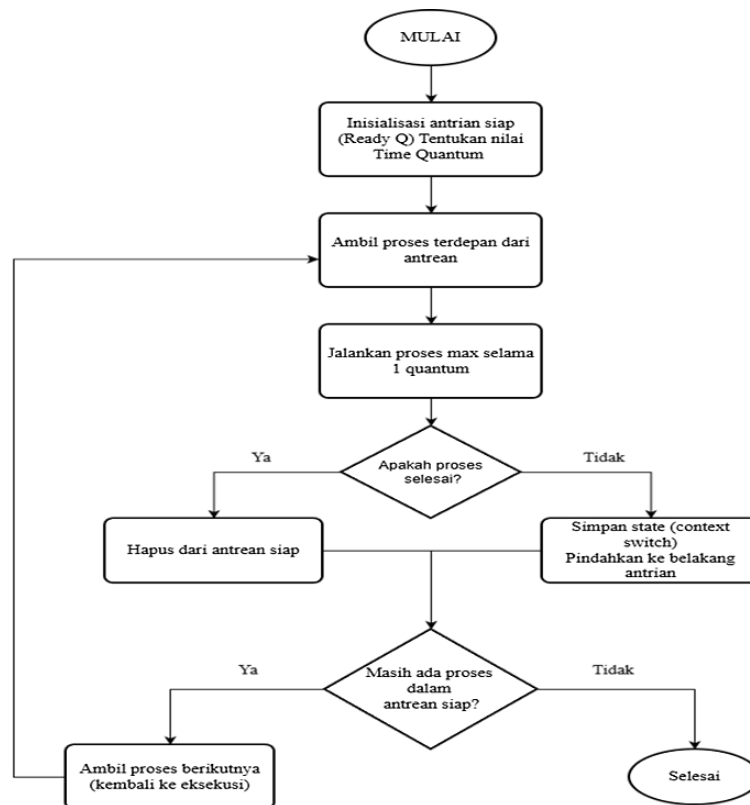 MULAI
Inisialisasi antrian siap
(Ready Q) Tentukan nilai
Time Quantum
Ambil proses terdepan dari
antrean
Jalankan proses max selama
1 quantum
Ya
Apakah proses
selesai?
Tidak
Hapus dari antrean siap
Simpan state (context
switch)
Pindahkan ke belakang
antrian
Ya
Masih ada proses
dalam
antrean siap?
Tidak
Ambil proses berikutnya
(kembali ke eksekusi)
Selesai